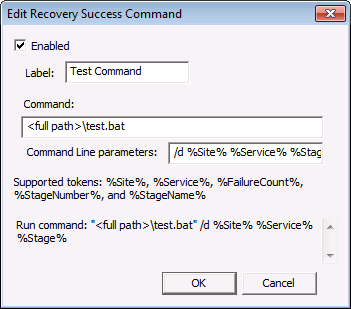 Edit Recovery Success Command
Enabled
Label: Test Command
Command:
<full path>\test.bat
Command Line parameters: /d %Site% %Service% %Stag
Supported tokens: %Site%, %Service%, %FailureCount%,
%StageNumber%, and %StageName%
Run command: "<full path>\test.bat" /d %Site% %Service%
%Stage%
OK Cancel